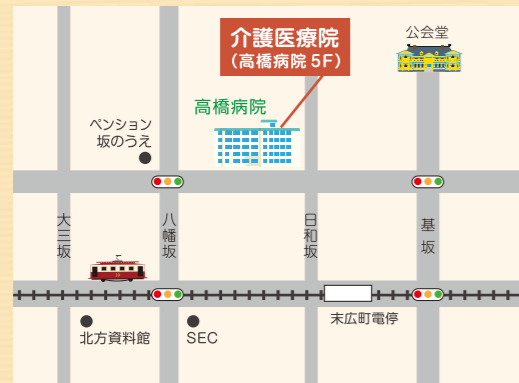 介護医療院
(高橋病院 5F)
公会堂
高橋病院
ペンション
坂のうえ
大三坂
八幡坂
日和坂
基坂
末広町電停
北方資料館
SEC